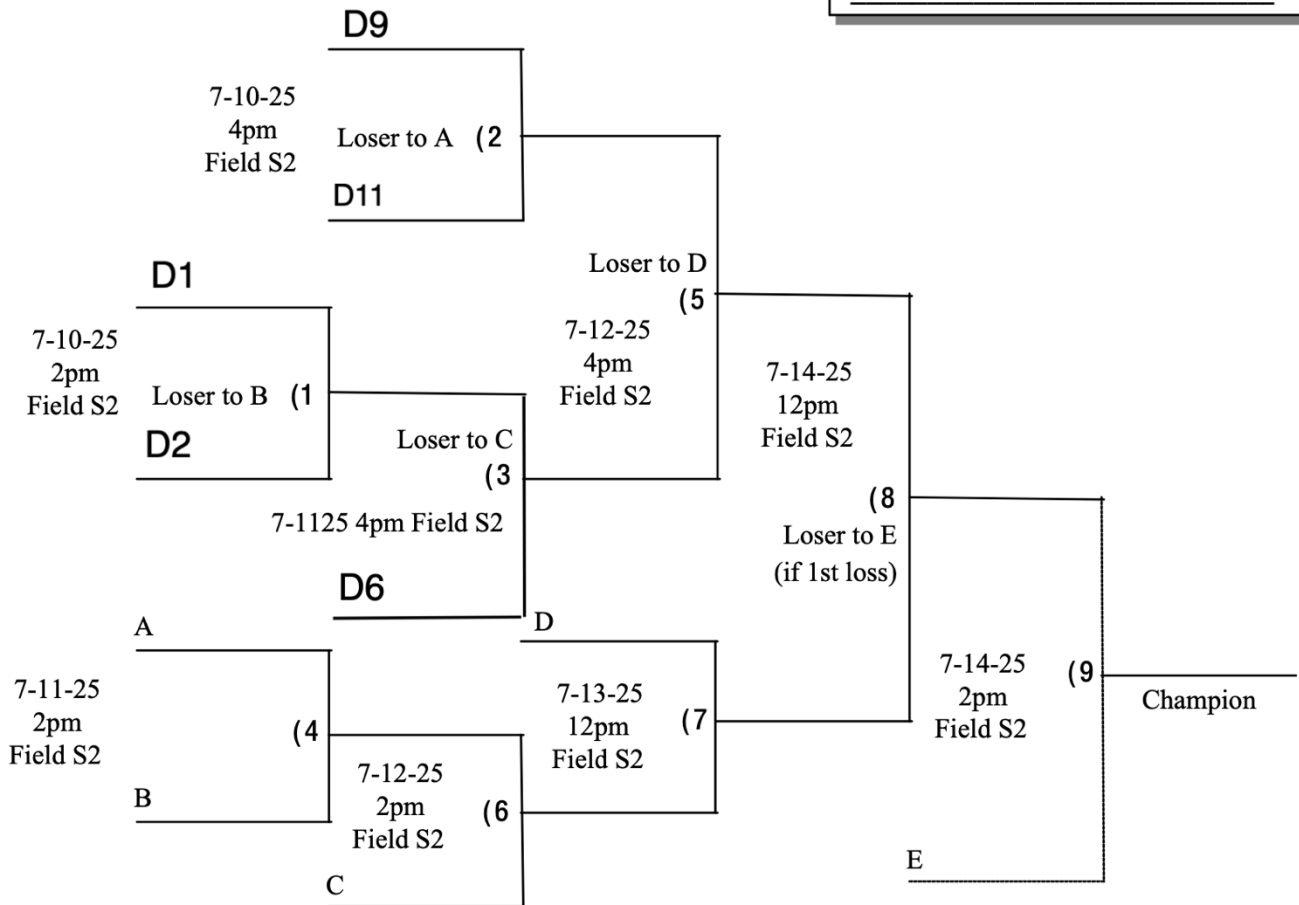 D9
7-10-25
4pm
Field S2
Loser to A (2
D11
D1
7-10-25
2pm
Field S2
Loser to B (1
D2
Loser to D
(5
7-12-25
4pm
Field S2
Loser to C
(3
7-1125 4pm Field S2
D6
7-14-25
12pm
Field S2
(8
Loser to E
(if 1st loss)
A
7-11-25
2pm
Field S2
(4
B
D
7-13-25
12pm
Field S2
(7
7-12-25
2pm
Field S2
(6
C
7-14-25
2pm
Field S2
(9
Champion
E